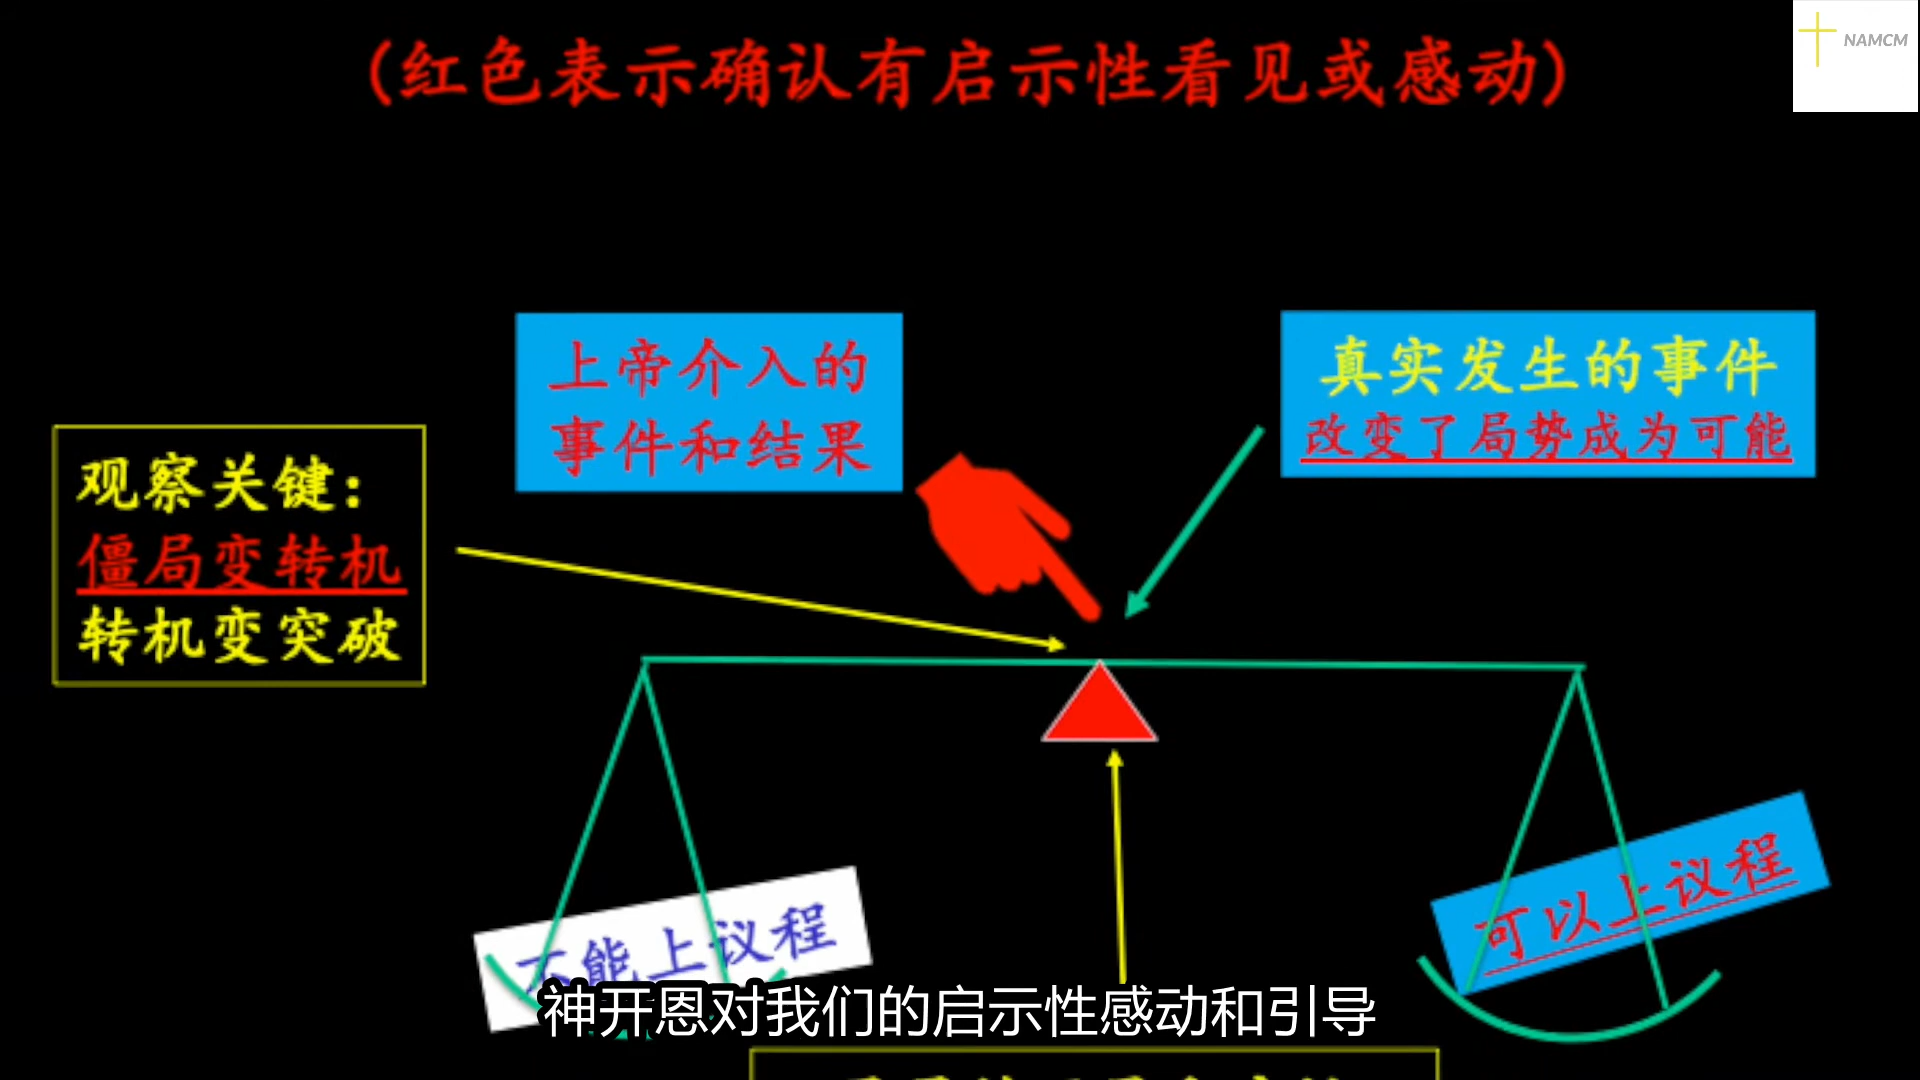 （红色表示确认有启示性看见或感动）
NAMCM
上帝介入的
事件和结果
真实发生的事件
改变了局势成为可能
观察关键：
僵局变转机
转机变突破
不能上议程
可以上议程
神开恩对我们的启示性感动和引导